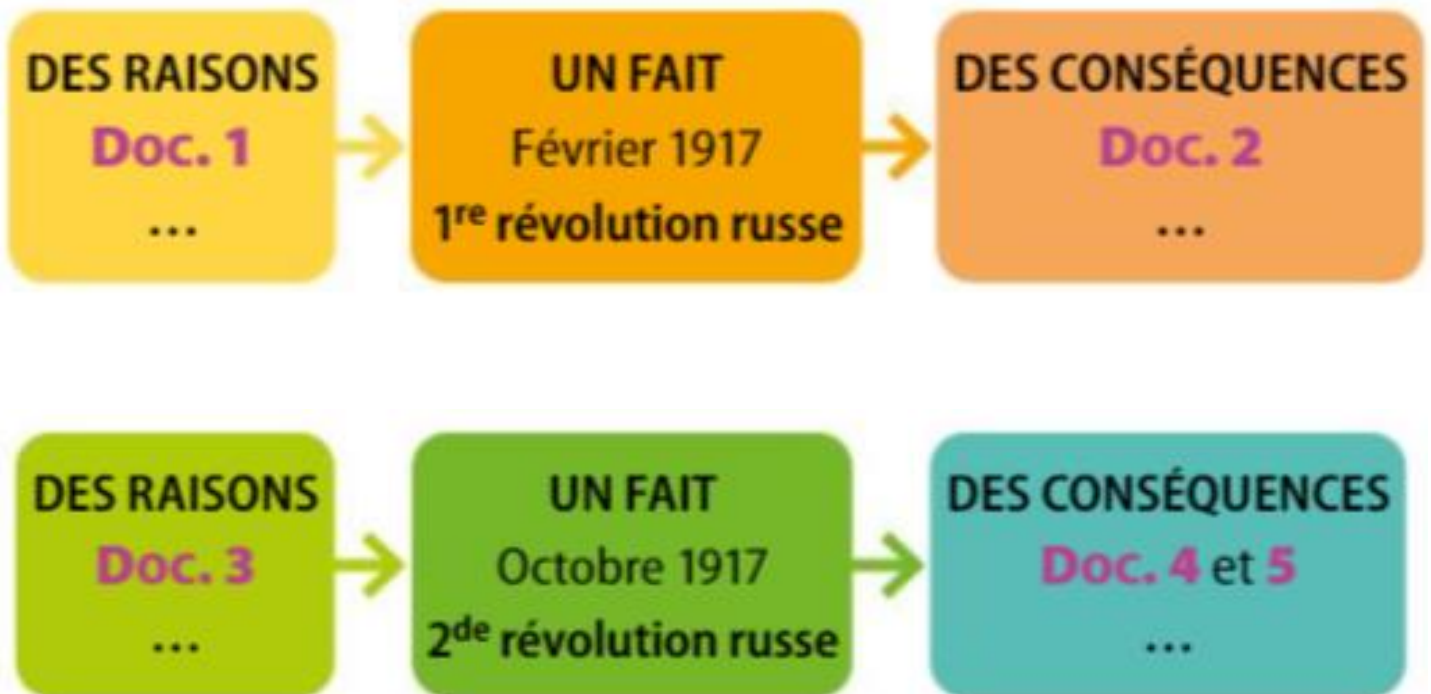 DES RAISONS
Doc. 1
...
UN FAIT
Février 1917
1re révolution russe
DES CONSÉQUENCES
Doc. 2
...
DES RAISONS
Doc. 3
...
UN FAIT
Octobre 1917
2de révolution russe
DES CONSÉQUENCES
Doc. 4 et 5
...